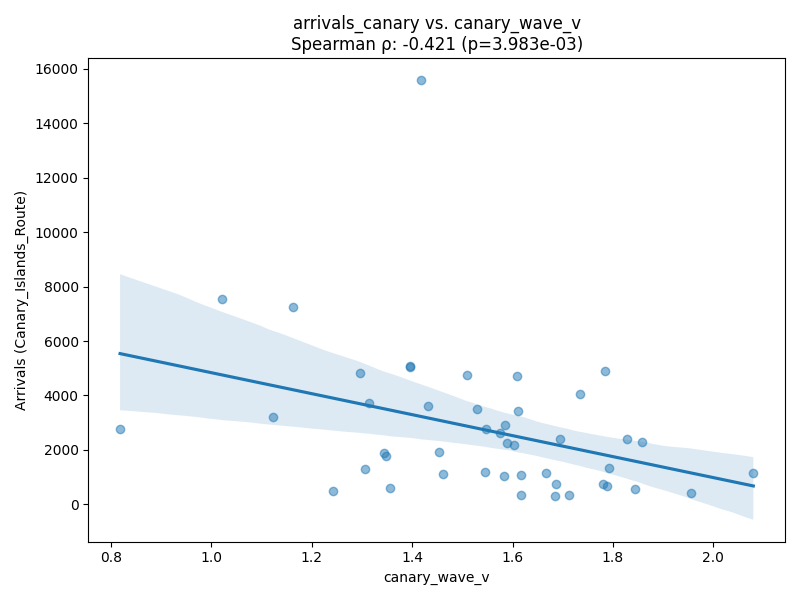 arrivals_canary vs. canary_wave_v
Spearman ρ: -0.421 (p=3.983e-03)
16000
14000
12000
10000
8000
6000
4000
2000
0
Arrivals (Canary_Islands_Route)
0.8 1.0 1.2 1.4 1.6 1.8 2.0
canary_wave_v